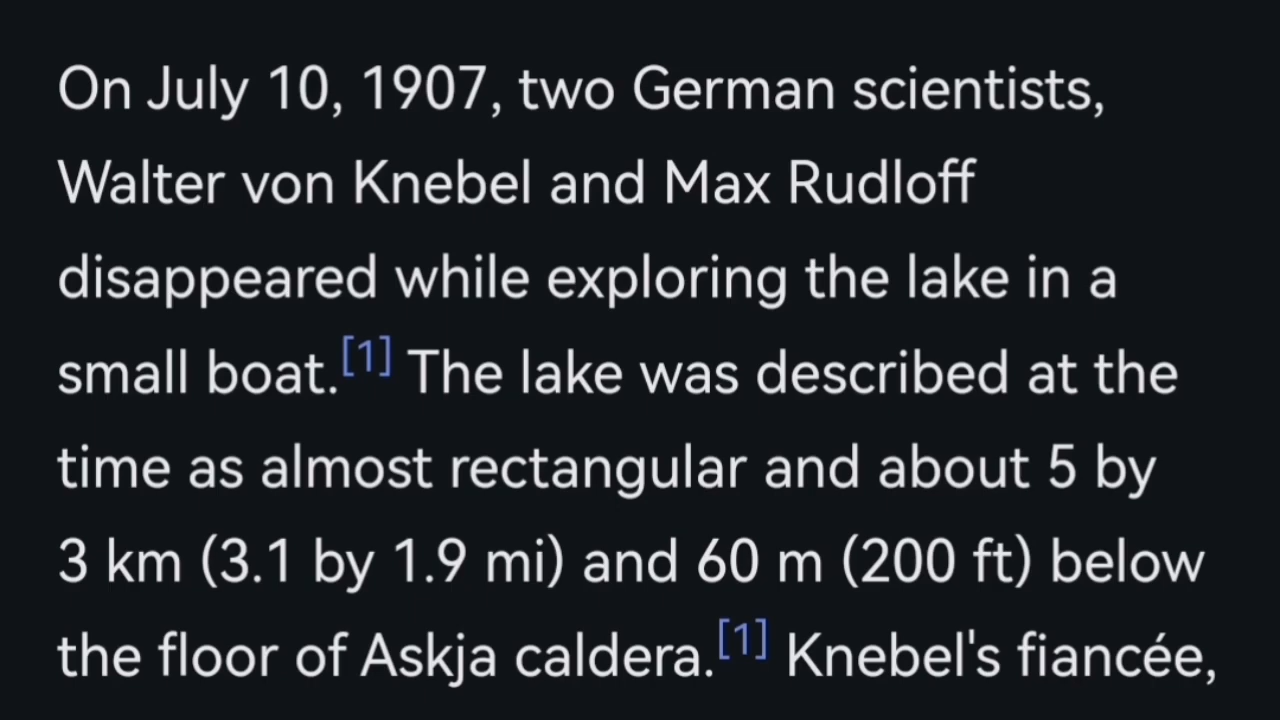 On July 10, 1907, two German scientists,
Walter von Knebel and Max Rudloff
disappeared while exploring the lake in a
small boat.[1] The lake was described at the
time as almost rectangular and about 5 by
3 km (3.1 by 1.9 mi) and 60 m (200 ft) below
the floor of Askja caldera.[1] Knebel's fiancée,